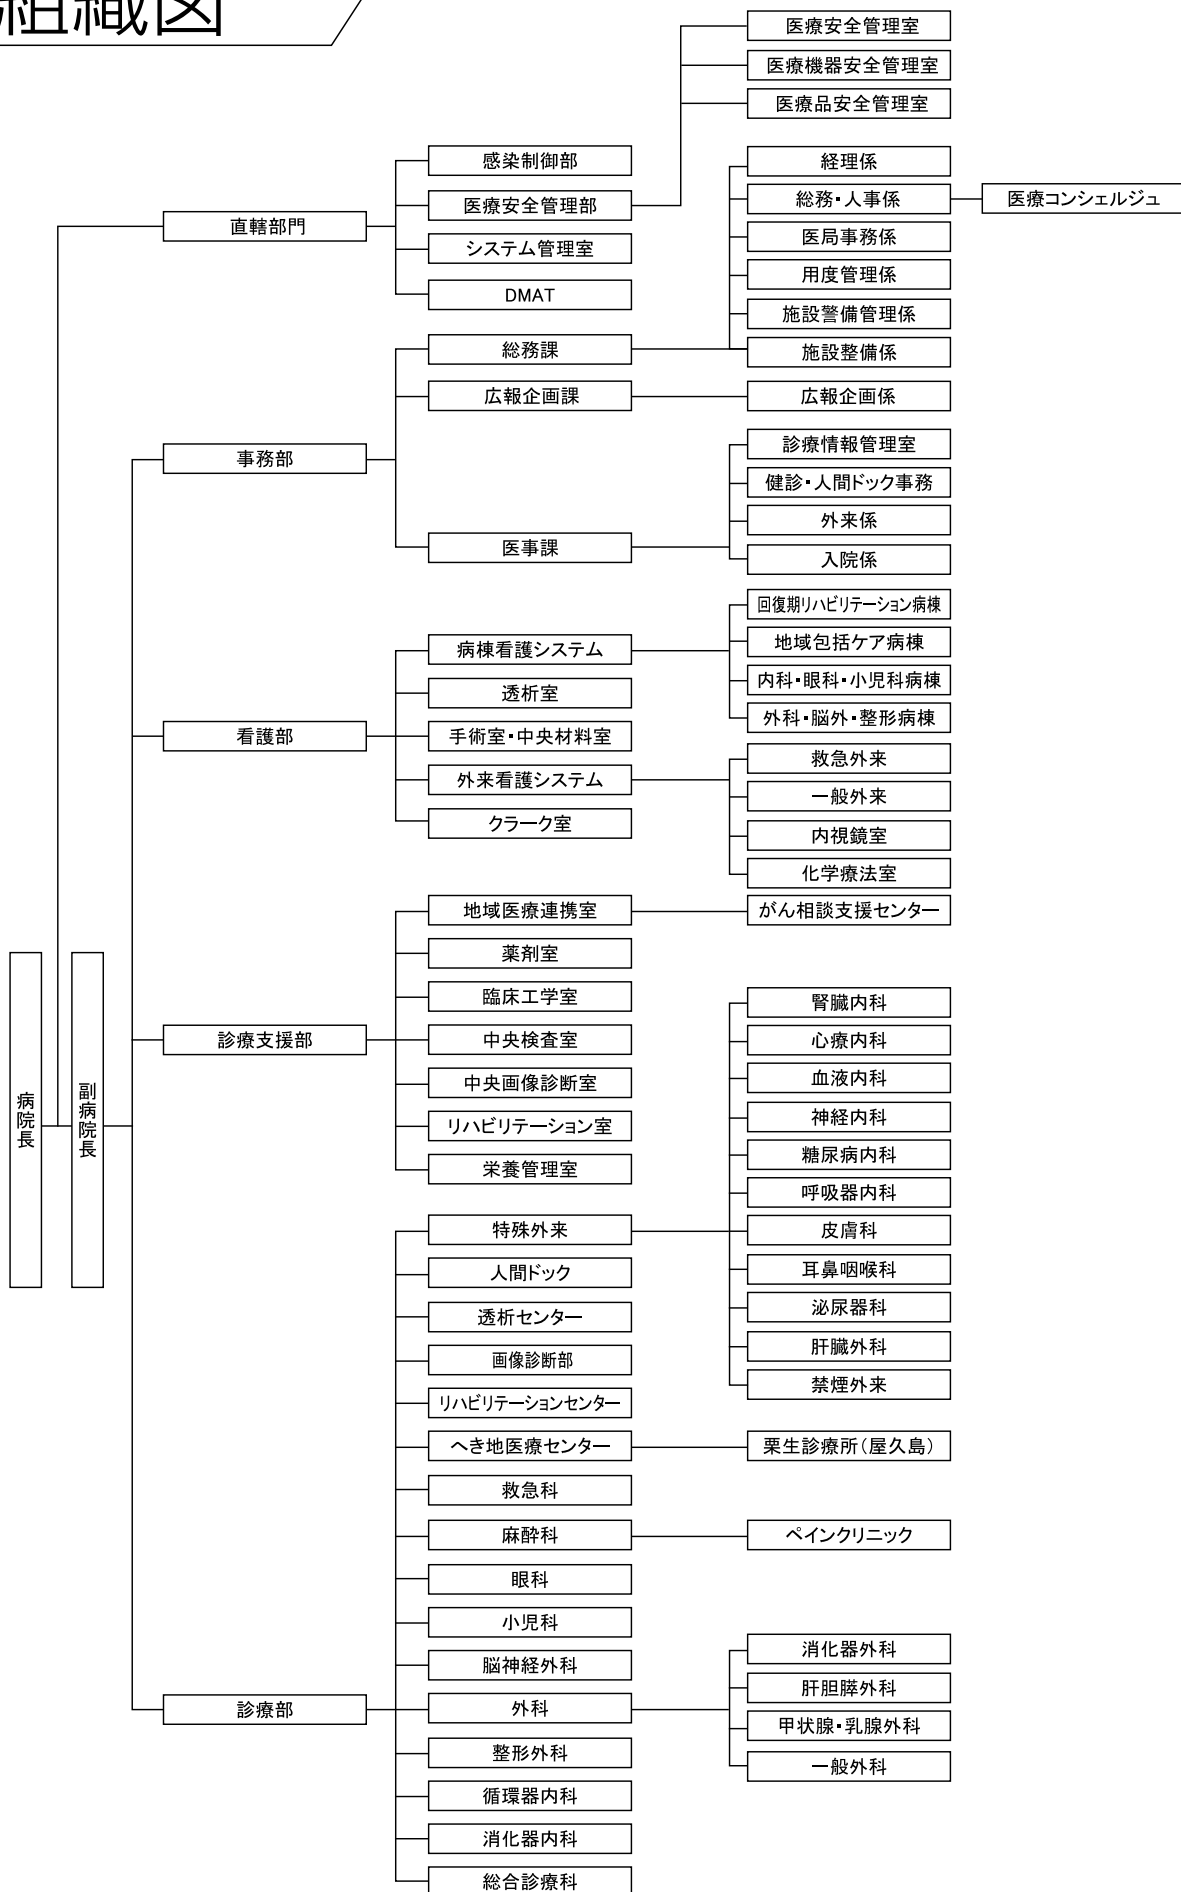 組織図
病院長
副病院長
直轄部門
感染制御部
医療安全管理部
医療安全管理室
医療機器安全管理室
医療品安全管理室
システム管理室
DMAT
事務部
総務課
経理係
総務・人事係
医療コンシェルジュ
医局事務係
用度管理係
施設警備管理係
施設整備係
広報企画課
広報企画係
医事課
診療情報管理室
健診・人間ドック事務
外来係
入院係
看護部
病棟看護システム
回復期リハビリテーション病棟
地域包括ケア病棟
内科・眼科・小児科病棟
外科・脳外・整形病棟
透析室
手術室・中央材料室
外来看護システム
救急外来
一般外来
内視鏡室
化学療法室
クラーク室
診療支援部
地域医療連携室
がん相談支援センター
薬剤室
臨床工学室
中央検査室
中央画像診断室
リハビリテーション室
栄養管理室
診療部
特殊外来
腎臓内科
心療内科
血液内科
神経内科
糖尿病内科
呼吸器内科
皮膚科
耳鼻咽喉科
泌尿器科
肝臓外科
禁煙外来
人間ドック
透析センター
画像診断部
リハビリテーションセンター
へき地医療センター
栗生診療所（屋久島）
救急科
麻酔科
ペインクリニック
眼科
小児科
脳神経外科
外科
消化器外科
肝胆膵外科
甲状腺・乳腺外科
一般外科
整形外科
循環器内科
消化器内科
総合診療科